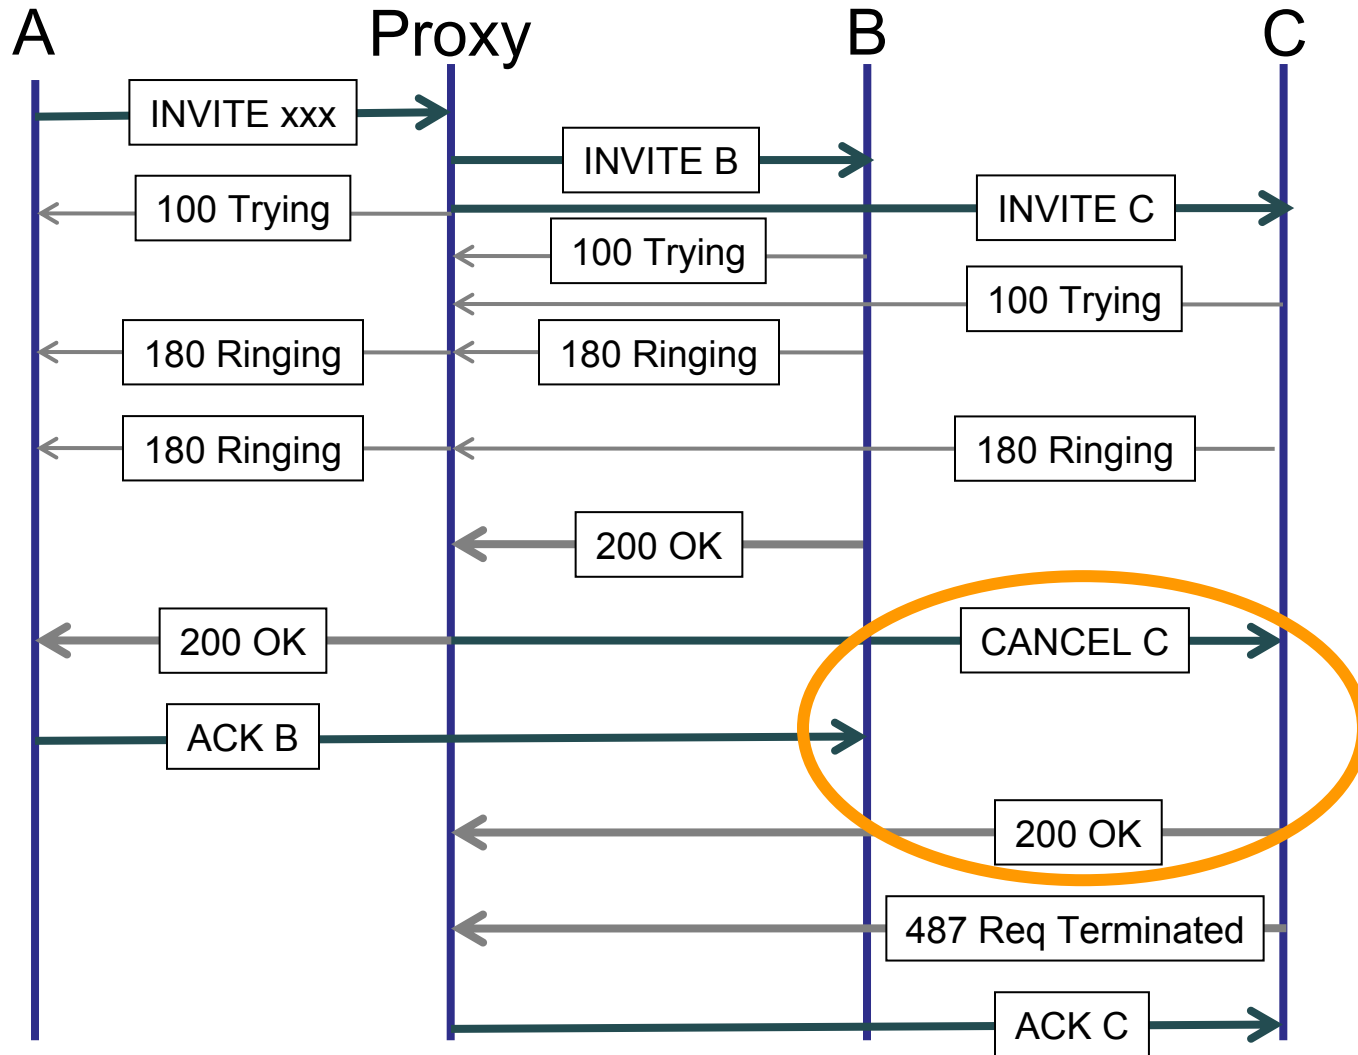 A Proxy B C
INVITE xxx
INVITE B
100 Trying
INVITE C
100 Trying
100 Trying
180 Ringing
180 Ringing
180 Ringing
180 Ringing
200 OK
200 OK
CANCEL C
ACK B
200 OK
487 Req Terminated
ACK C